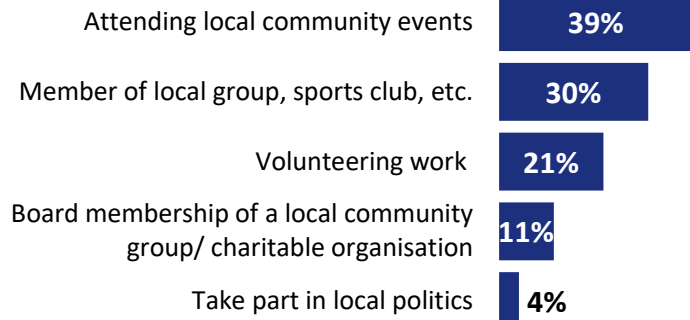 Attending local community events 39%
Member of local group, sports club, etc. 30%
Volunteering work 21%
Board membership of a local community
group/ charitable organisation 11%
Take part in local politics 4%